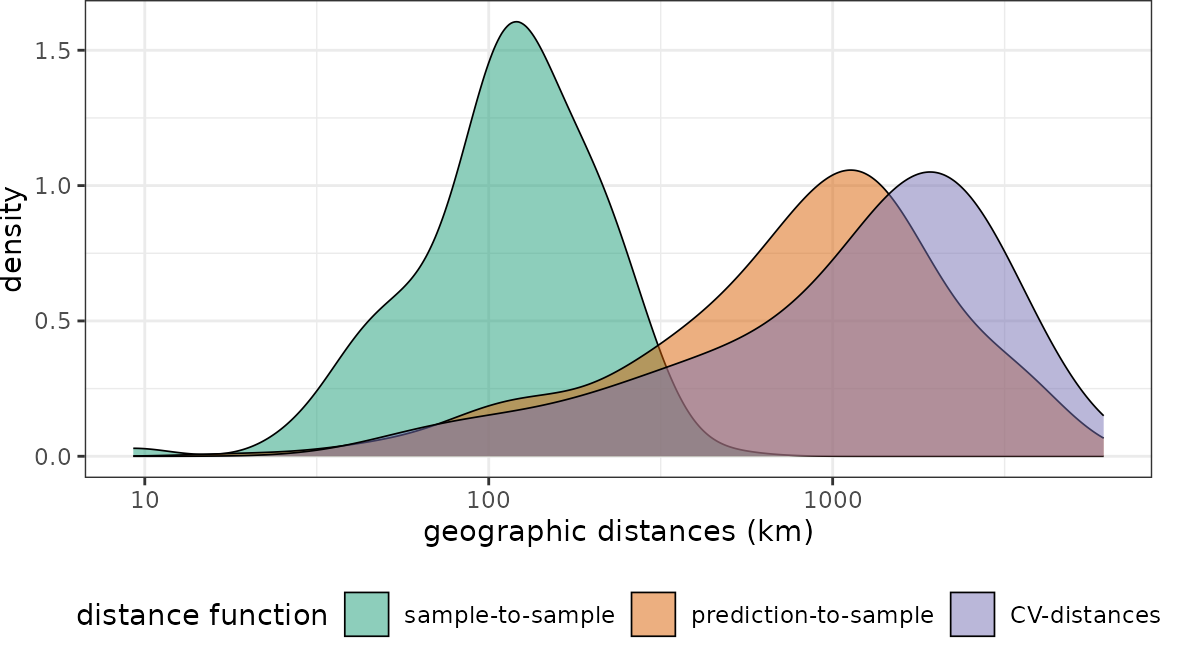 density
1.5
1.0
0.5
0.0
10 100 1000
geographic distances (km)
distance function sample-to-sample prediction-to-sample CV-distances